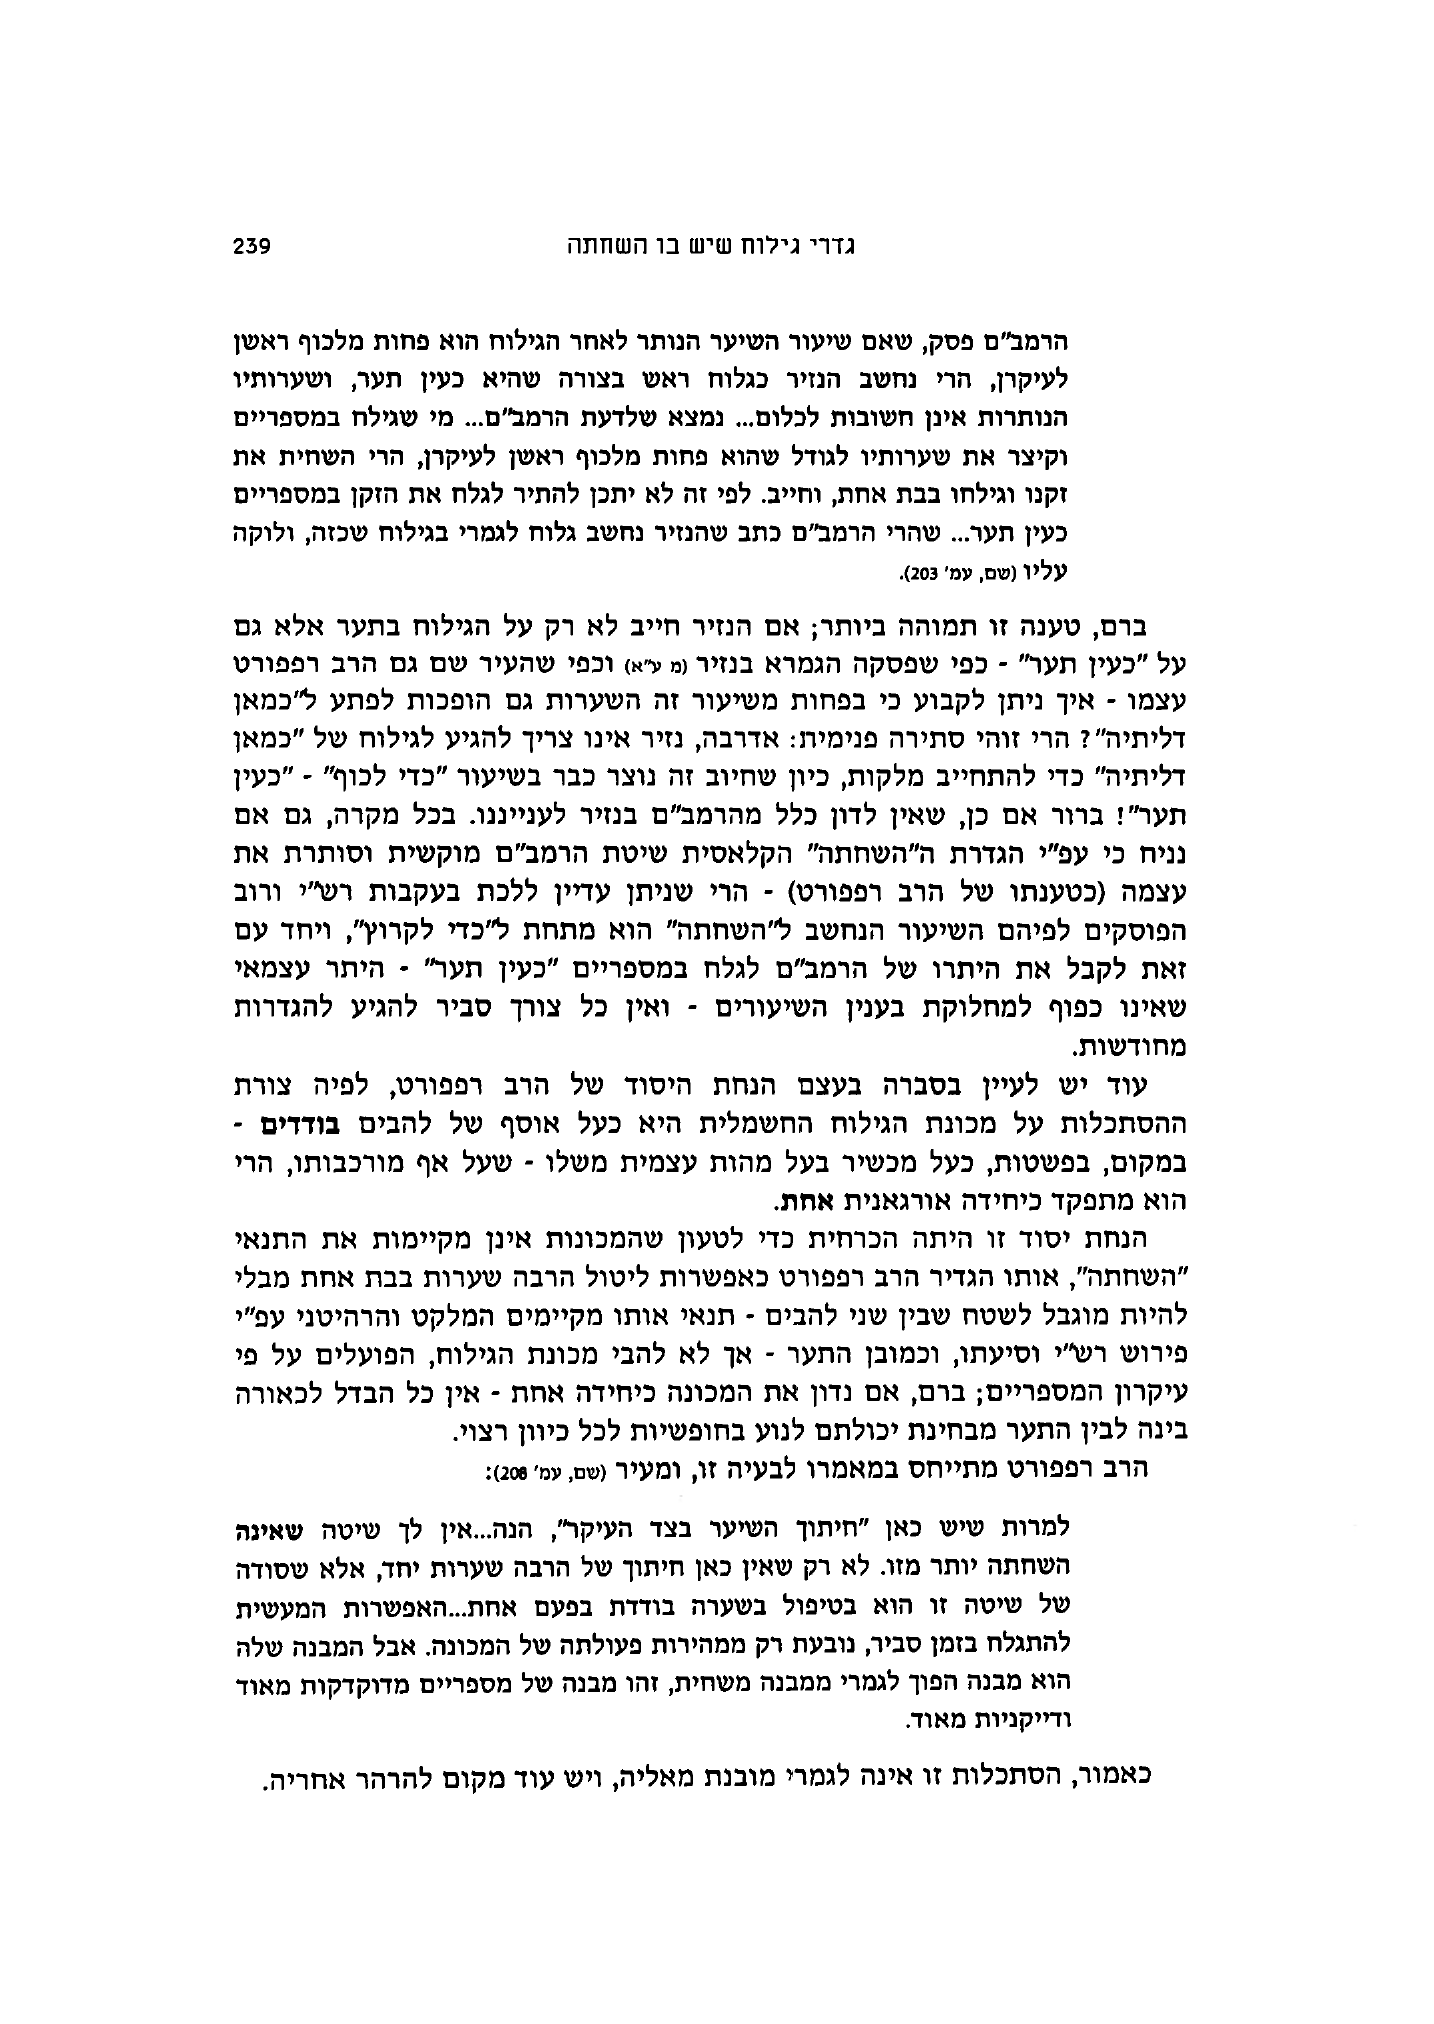 גדרי גילוח שיש בו השחתה 239
הרמב"ם פסק, שאם שיעור השיער הנותר לאחר הגילוח הוא פחות מלכוף ראשן
לעיקרן, הרי נחשב הנזיר כגלוח ראש בצורה שהיא כעין תער, ושערותיו
הנותרות אינן חשובות לכלום... נמצא שלדעת הרמב"ם... מי שגילח במספריים
וקיצר את שערותיו לגודל שהוא פחות מלכוף ראשן לעיקרן, הרי השחית את
זקנו וגילחו בבת אחת, וחייב. לפי זה לא יתכן להתיר לגלח את הזקן במספריים
כעין תער... שהרי הרמב"ם כתב שהנזיר נחשב גלוח לגמרי בגילוח שכזה, ולוקה
עליו (שם, עמ' 203).
ברם, טענה זו תמוהה ביותר; אם הנזיר חייב לא רק על הגילוח בתער אלא גם
על "כעין תער" - כפי שפסקה הגמרא בנזיר (מ ע"א) וכפי שהעיר שם גם הרב רפפורט
עצמו - איך ניתן לקבוע כי בפחות משיעור זה השערות גם הופכות לפתע ל"כמאן
דליתיה"? הרי זוהי סתירה פנימית: אדרבה, נזיר אינו צריך להגיע לגילוח של "כמאן
דליתיה" כדי להתחייב מלקות, כיון שחיוב זה נוצר כבר בשיעור "כדי לכוף" - "כעין
תער"! ברור אם כן, שאין לדון כלל מהרמב"ם בנזיר לענייננו. בכל מקרה, גם אם
נניח כי עפ"י הגדרת ה"השחתה" הקלאסית שיטת הרמב"ם מוקשית וסותרת את
עצמה (כטענתו של הרב רפפורט) - הרי שניתן עדיין ללכת בעקבות רש"י ורוב
הפוסקים לפיהם השיעור הנחשב ל"השחתה" הוא מתחת ל"כדי לקרוץ", ויחד עם
זאת לקבל את היתרו של הרמב"ם לגלח במספריים "כעין תער" - היתר עצמאי
שאינו כפוף למחלוקת בענין השיעורים - ואין כל צורך סביר להגיע להגדרות
מחודשות.
עוד יש לעיין בסברה בעצם הנחת היסוד של הרב רפפורט, לפיה צורת
ההסתכלות על מכונת הגילוח החשמלית היא כעל אוסף של להבים בודדים -
במקום, בפשטות, כעל מכשיר בעל מהות עצמית משלו - שעל אף מורכבותו, הרי
הוא מתפקד כיחידה אורגאנית אחת.
הנחת יסוד זו היתה הכרחית כדי לטעון שהמכונות אינן מקיימות את התנאי
"השחתה", אותו הגדיר הרב רפפורט כאפשרות ליטול הרבה שערות בבת אחת מבלי
להיות מוגבל לשטח שבין שני להבים - תנאי אותו מקיימים המלקט והרהיטני עפ"י
פירוש רש"י וסיעתו, וכמובן התער - אך לא להבי מכונת הגילוח, הפועלים על פי
עיקרון המספריים; ברם, אם נדון את המכונה כיחידה אחת - אין כל הבדל לכאורה
בינה לבין התער מבחינת יכולתם לנוע בחופשיות לכל כיוון רצוי.
הרב רפפורט מתייחס במאמרו לבעיה זו, ומעיר (שם, עמ' 208):
למרות שיש כאן "חיתוך השיער בצד העיקר", הנה...אין לך שיטה שאינה
השחתה יותר מזו. לא רק שאין כאן חיתוך של הרבה שערות יחד, אלא שסודה
של שיטה זו הוא בטיפול בשערה בודדת בפעם אחת...האפשרות המעשית
להתגלח בזמן סביר, נובעת רק ממהירות פעולתה של המכונה. אבל המבנה שלה
הוא מבנה הפוך לגמרי ממבנה משחית, זהו מבנה של מספריים מדוקדקות מאוד
ודייקניות מאוד.
כאמור, הסתכלות זו אינה לגמרי מובנת מאליה, ויש עוד מקום להרהר אחריה.